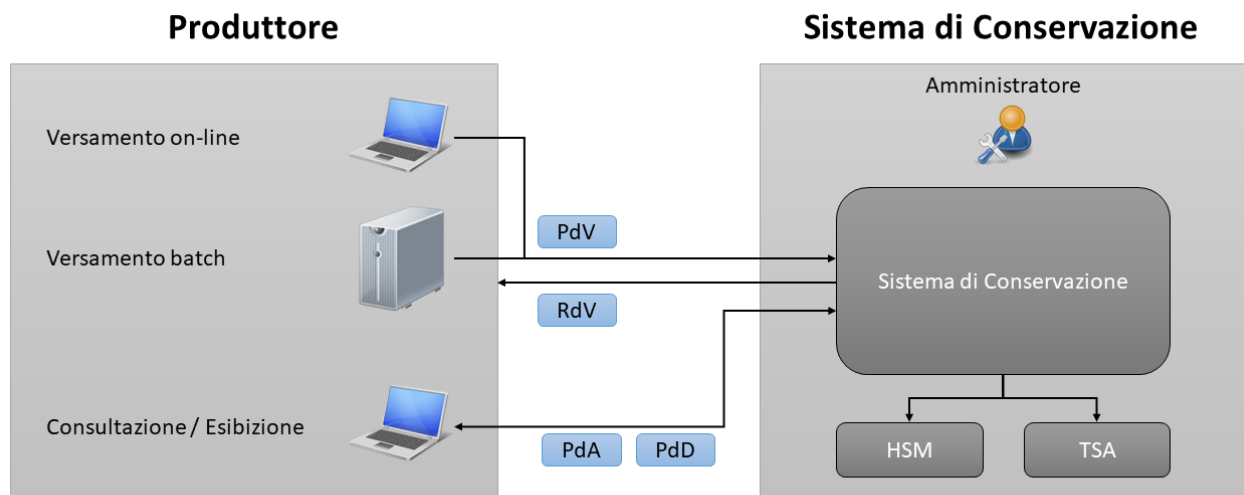 Produttore
Sistema di Conservazione
Amministratore
Versamento on-line
PdV
Versamento batch
Sistema di Conservazione
RdV
Consultazione / Esibizione
PdA
PdD
HSM
TSA